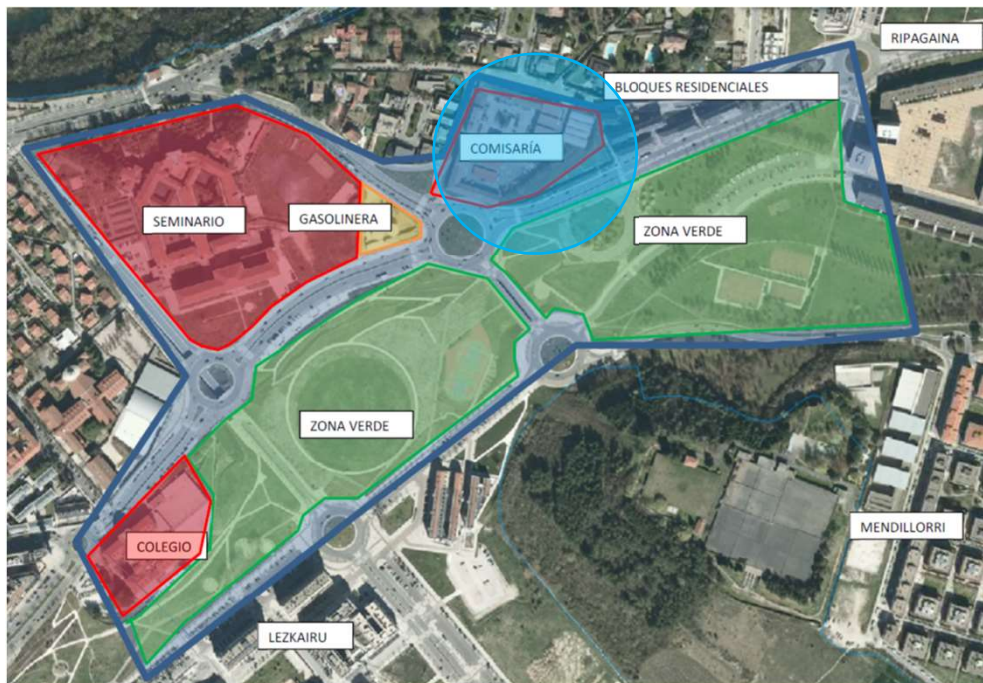 RIPAGAINA
BLOQUES RESIDENCIALES
COMISARÍA
SEMINARIO
GASOLINERA
ZONA VERDE
ZONA VERDE
COLEGIO
MENDILLORRI
LEZKAIRU